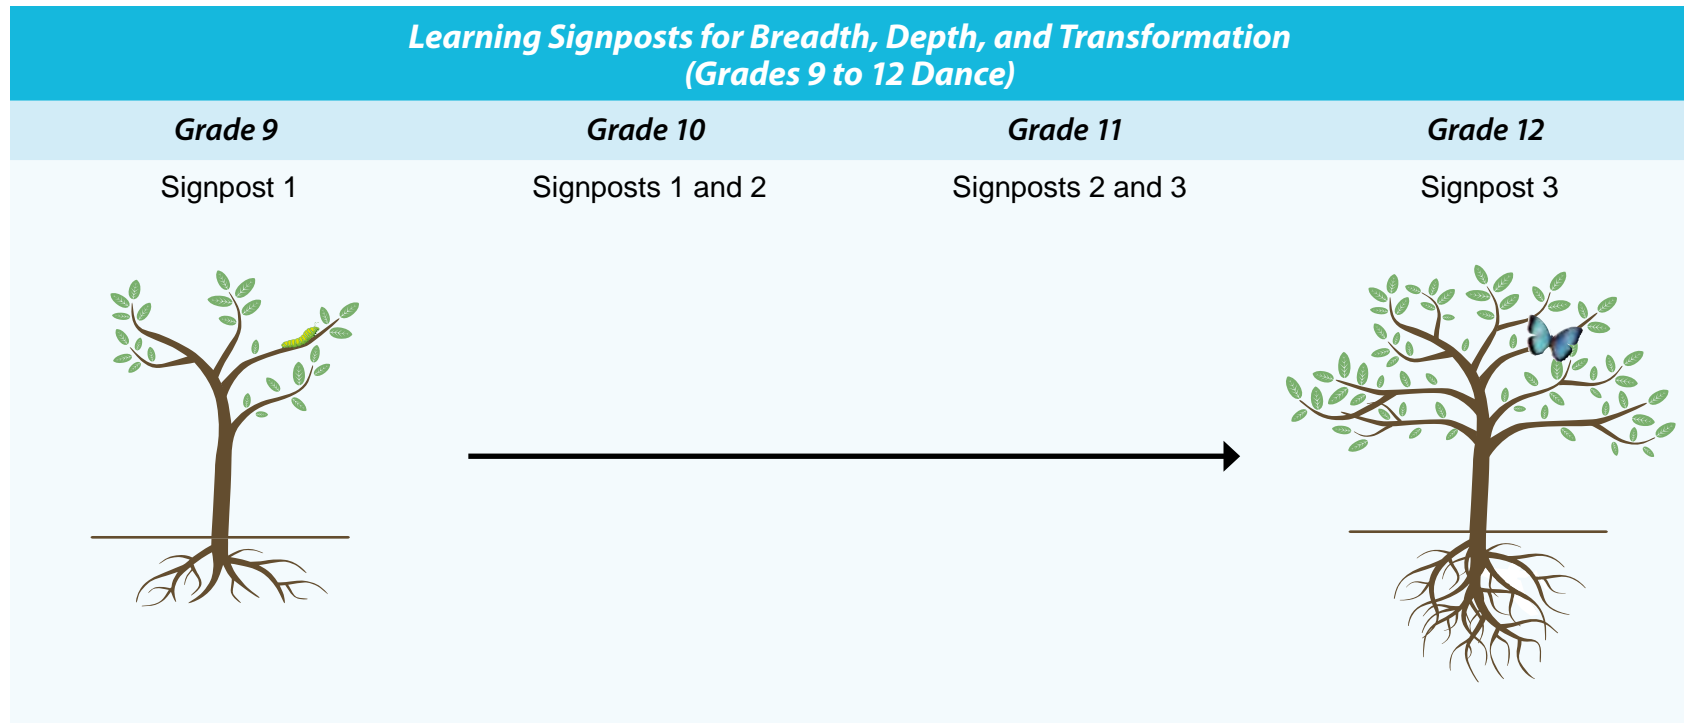 Learning Signposts for Breadth, Depth, and Transformation
(Grades 9 to 12 Dance)
Grade 9 Grade 10 Grade 11 Grade 12
Signpost 1 Signposts 1 and 2 Signposts 2 and 3 Signpost 3